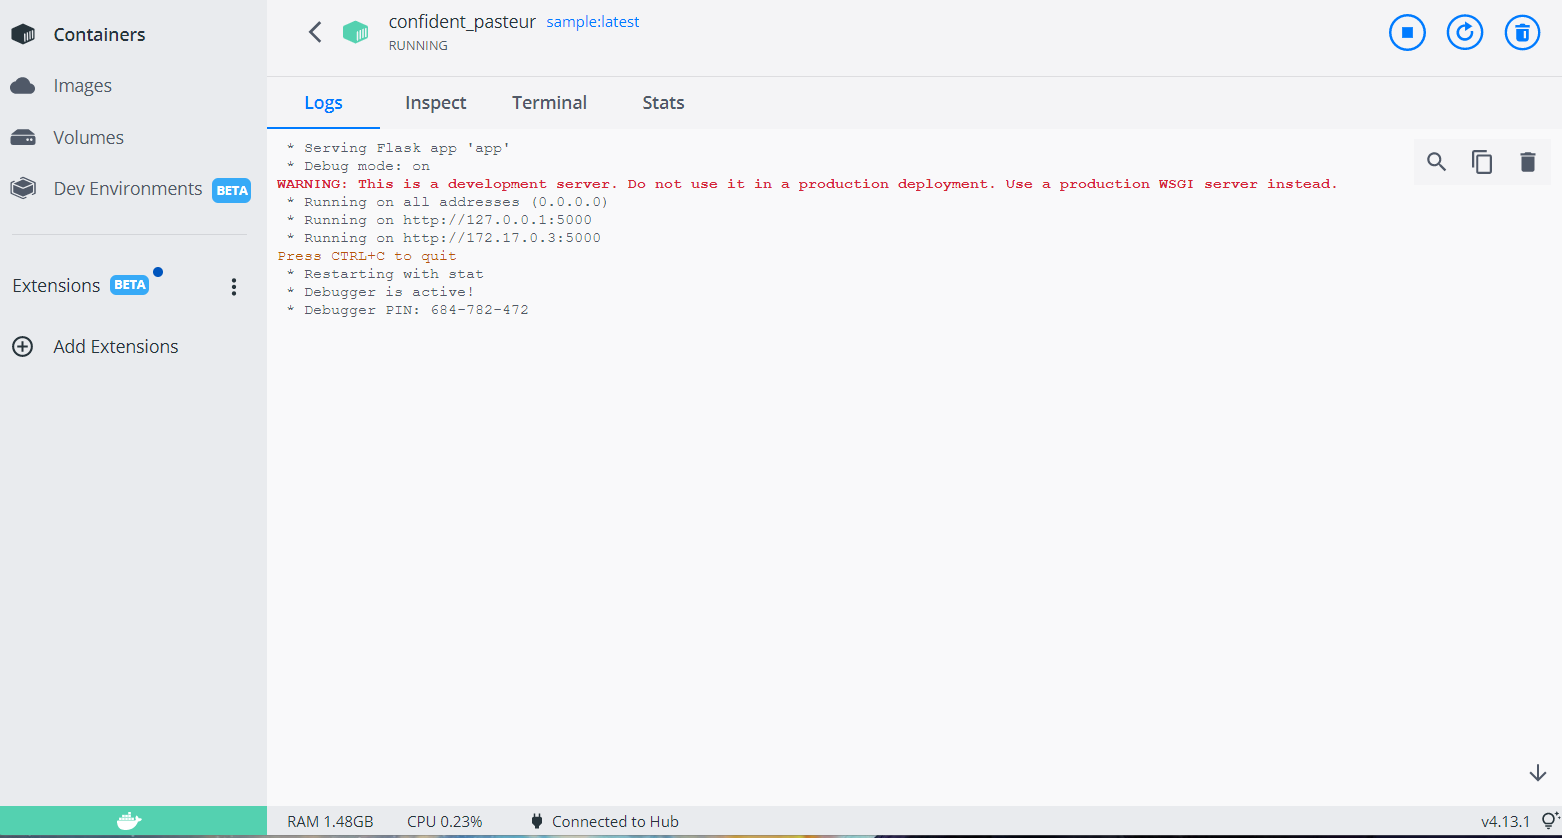 Containers
Images
Volumes
Dev Environments BETA
Extensions BETA
Add Extensions
confident_pasteur sample:latest
RUNNING
Logs Inspect Terminal Stats
* Serving Flask app 'app'
* Debug mode: on
WARNING: This is a development server. Do not use it in a production deployment. Use a production WSGI server instead.
* Running on all addresses (0.0.0.0)
* Running on http://127.0.0.1:5000
* Running on http://172.17.0.3:5000
Press CTRL+C to quit
* Restarting with stat
* Debugger is active!
* Debugger PIN: 684-782-472
RAM 1.48GB CPU 0.23% Connected to Hub v4.13.1